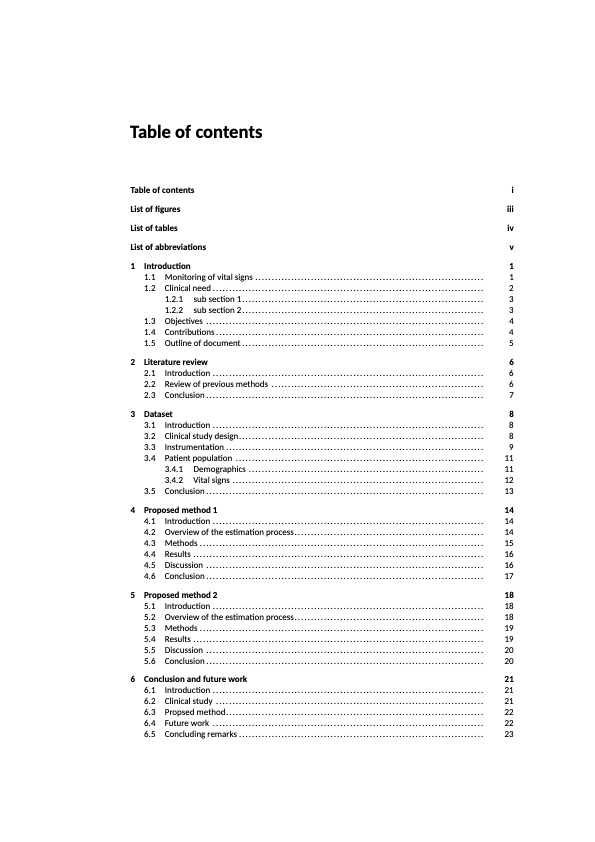 Table of contents
Table of contents i
List of figures iii
List of tables iv
List of abbreviations v
1 Introduction 1
1.1 Monitoring of vital signs 1
1.2 Clinical need 2
1.2.1 sub section 1 3
1.2.2 sub section 2 3
1.3 Objectives 4
1.4 Contributions 4
1.5 Outline of document 5
2 Literature review 6
2.1 Introduction 6
2.2 Review of previous methods 6
2.3 Conclusion 7
3 Dataset 8
3.1 Introduction 8
3.2 Clinical study design 8
3.3 Instrumentation 9
3.4 Patient population 11
3.4.1 Demographics 11
3.4.2 Vital signs 12
3.5 Conclusion 13
4 Proposed method 1 14
4.1 Introduction 14
4.2 Overview of the estimation process 14
4.3 Methods 15
4.4 Results 16
4.5 Discussion 16
4.6 Conclusion 17
5 Proposed method 2 18
5.1 Introduction 18
5.2 Overview of the estimation process 18
5.3 Methods 19
5.4 Results 19
5.5 Discussion 20
5.6 Conclusion 20
6 Conclusion and future work 21
6.1 Introduction 21
6.2 Clinical study 21
6.3 Propsed method 22
6.4 Future work 22
6.5 Concluding remarks 23